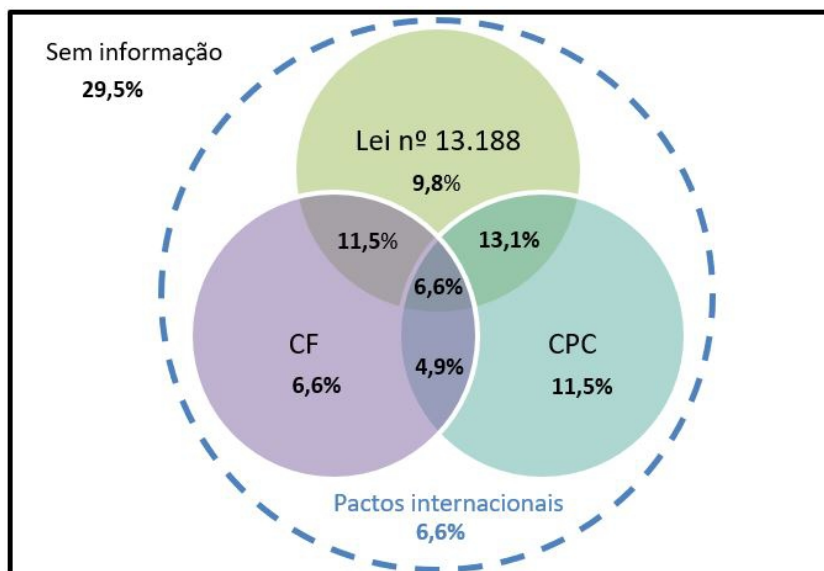 Sem informação
29,5%
Lei nº 13.188
9,8%
11,5%
13,1%
6,6%
CF
6,6%
4,9%
CPC
11,5%
Pactos internacionais
6,6%